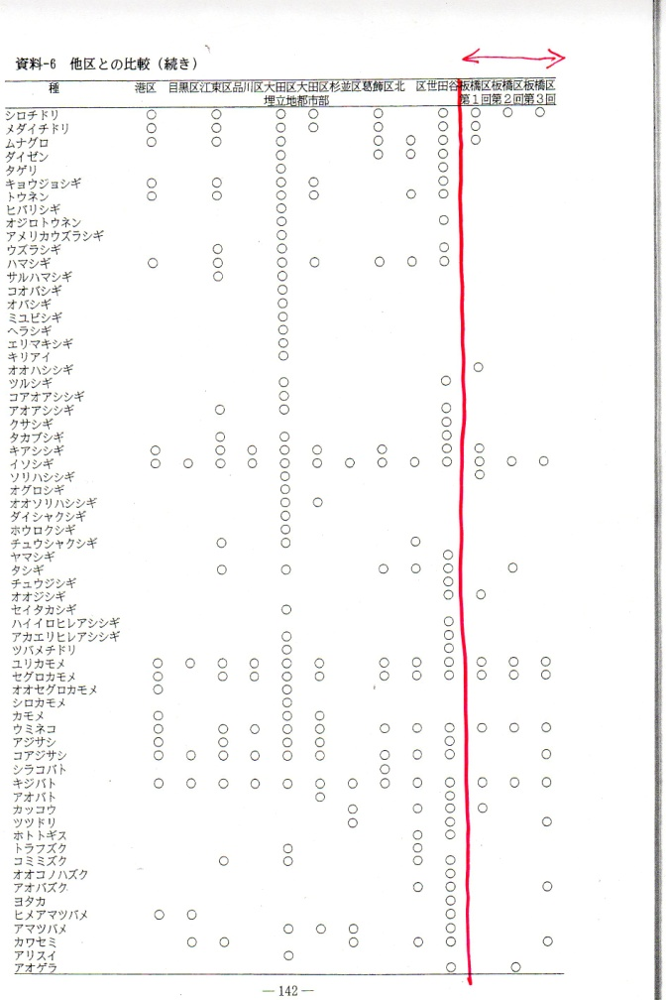 資料-6 他区との比較（続き）
種 港区 目黒区 江東区 品川区 大田区 大田区 杉並区 葛飾区 北 区 世田谷 板橋区 板橋区 板橋区
埋立地 都市部 第1回 第2回 第3回
シロチドリ ○ ○ ○ ○ ○ ○ ○ ○ ○
メダイチドリ ○ ○ ○ ○ ○ ○ ○
ムナグロ ○ ○ ○ ○ ○ ○ ○
ダイゼン ○ ○ ○ ○
タゲリ ○ ○
キョウジョシギ ○ ○ ○ ○ ○
トウネン ○ ○ ○ ○ ○ ○
ヒバリシギ ○
オジロトウネン ○ ○
アメリカウズラシギ ○
ウズラシギ ○ ○ ○
ハマシギ ○ ○ ○ ○ ○ ○ ○
サルハマシギ ○ ○
コオバシギ ○
オバシギ ○
ミユビシギ ○
ヘラシギ ○
エリマキシギ ○
キリアイ ○
オオハシシギ ○
ツルシギ ○ ○
コアオアシシギ ○
アオアシシギ ○ ○ ○
クサシギ ○
タカブシギ ○ ○ ○
キアシシギ ○ ○ ○ ○ ○ ○ ○ ○
イソシギ ○ ○ ○ ○ ○ ○ ○ ○ ○ ○ ○ ○ ○
ソリハシシギ ○ ○
オグロシギ ○
オオソリハシシギ ○ ○
ダイシャクシギ ○
ホウロクシギ ○
チュウシャクシギ ○ ○ ○
ヤマシギ ○
タシギ ○ ○ ○ ○ ○ ○
チュウジシギ ○
オオジシギ ○ ○
セイタカシギ ○
ハイイロヒレアシシギ ○
アカエリヒレアシシギ ○ ○
ツバメチドリ ○ ○
ユリカモメ ○ ○ ○ ○ ○ ○ ○ ○ ○ ○ ○ ○
セグロカモメ ○ ○ ○ ○ ○ ○ ○ ○ ○ ○ ○
オオセグロカモメ ○ ○
シロカモメ ○
カモメ ○ ○ ○
ウミネコ ○ ○ ○ ○ ○ ○ ○ ○ ○ ○ ○
アジサシ ○ ○ ○ ○ ○
コアジサシ ○ ○ ○ ○ ○ ○ ○ ○ ○ ○
シラコバト ○
キジバト ○ ○ ○ ○ ○ ○ ○ ○ ○ ○ ○ ○ ○
アオバト ○ ○
カッコウ ○ ○ ○ ○
ツツドリ ○ ○ ○
ホトトギス ○ ○
トラフズク ○ ○
コミミズク ○ ○ ○ ○
オオコノハズク ○
アオバズク ○ ○ ○
ヨタカ ○
ヒメアマツバメ ○ ○ ○
アマツバメ ○ ○ ○ ○
カワセミ ○ ○ ○ ○ ○ ○
アリスイ ○
アオゲラ ○ ○
— 142 —